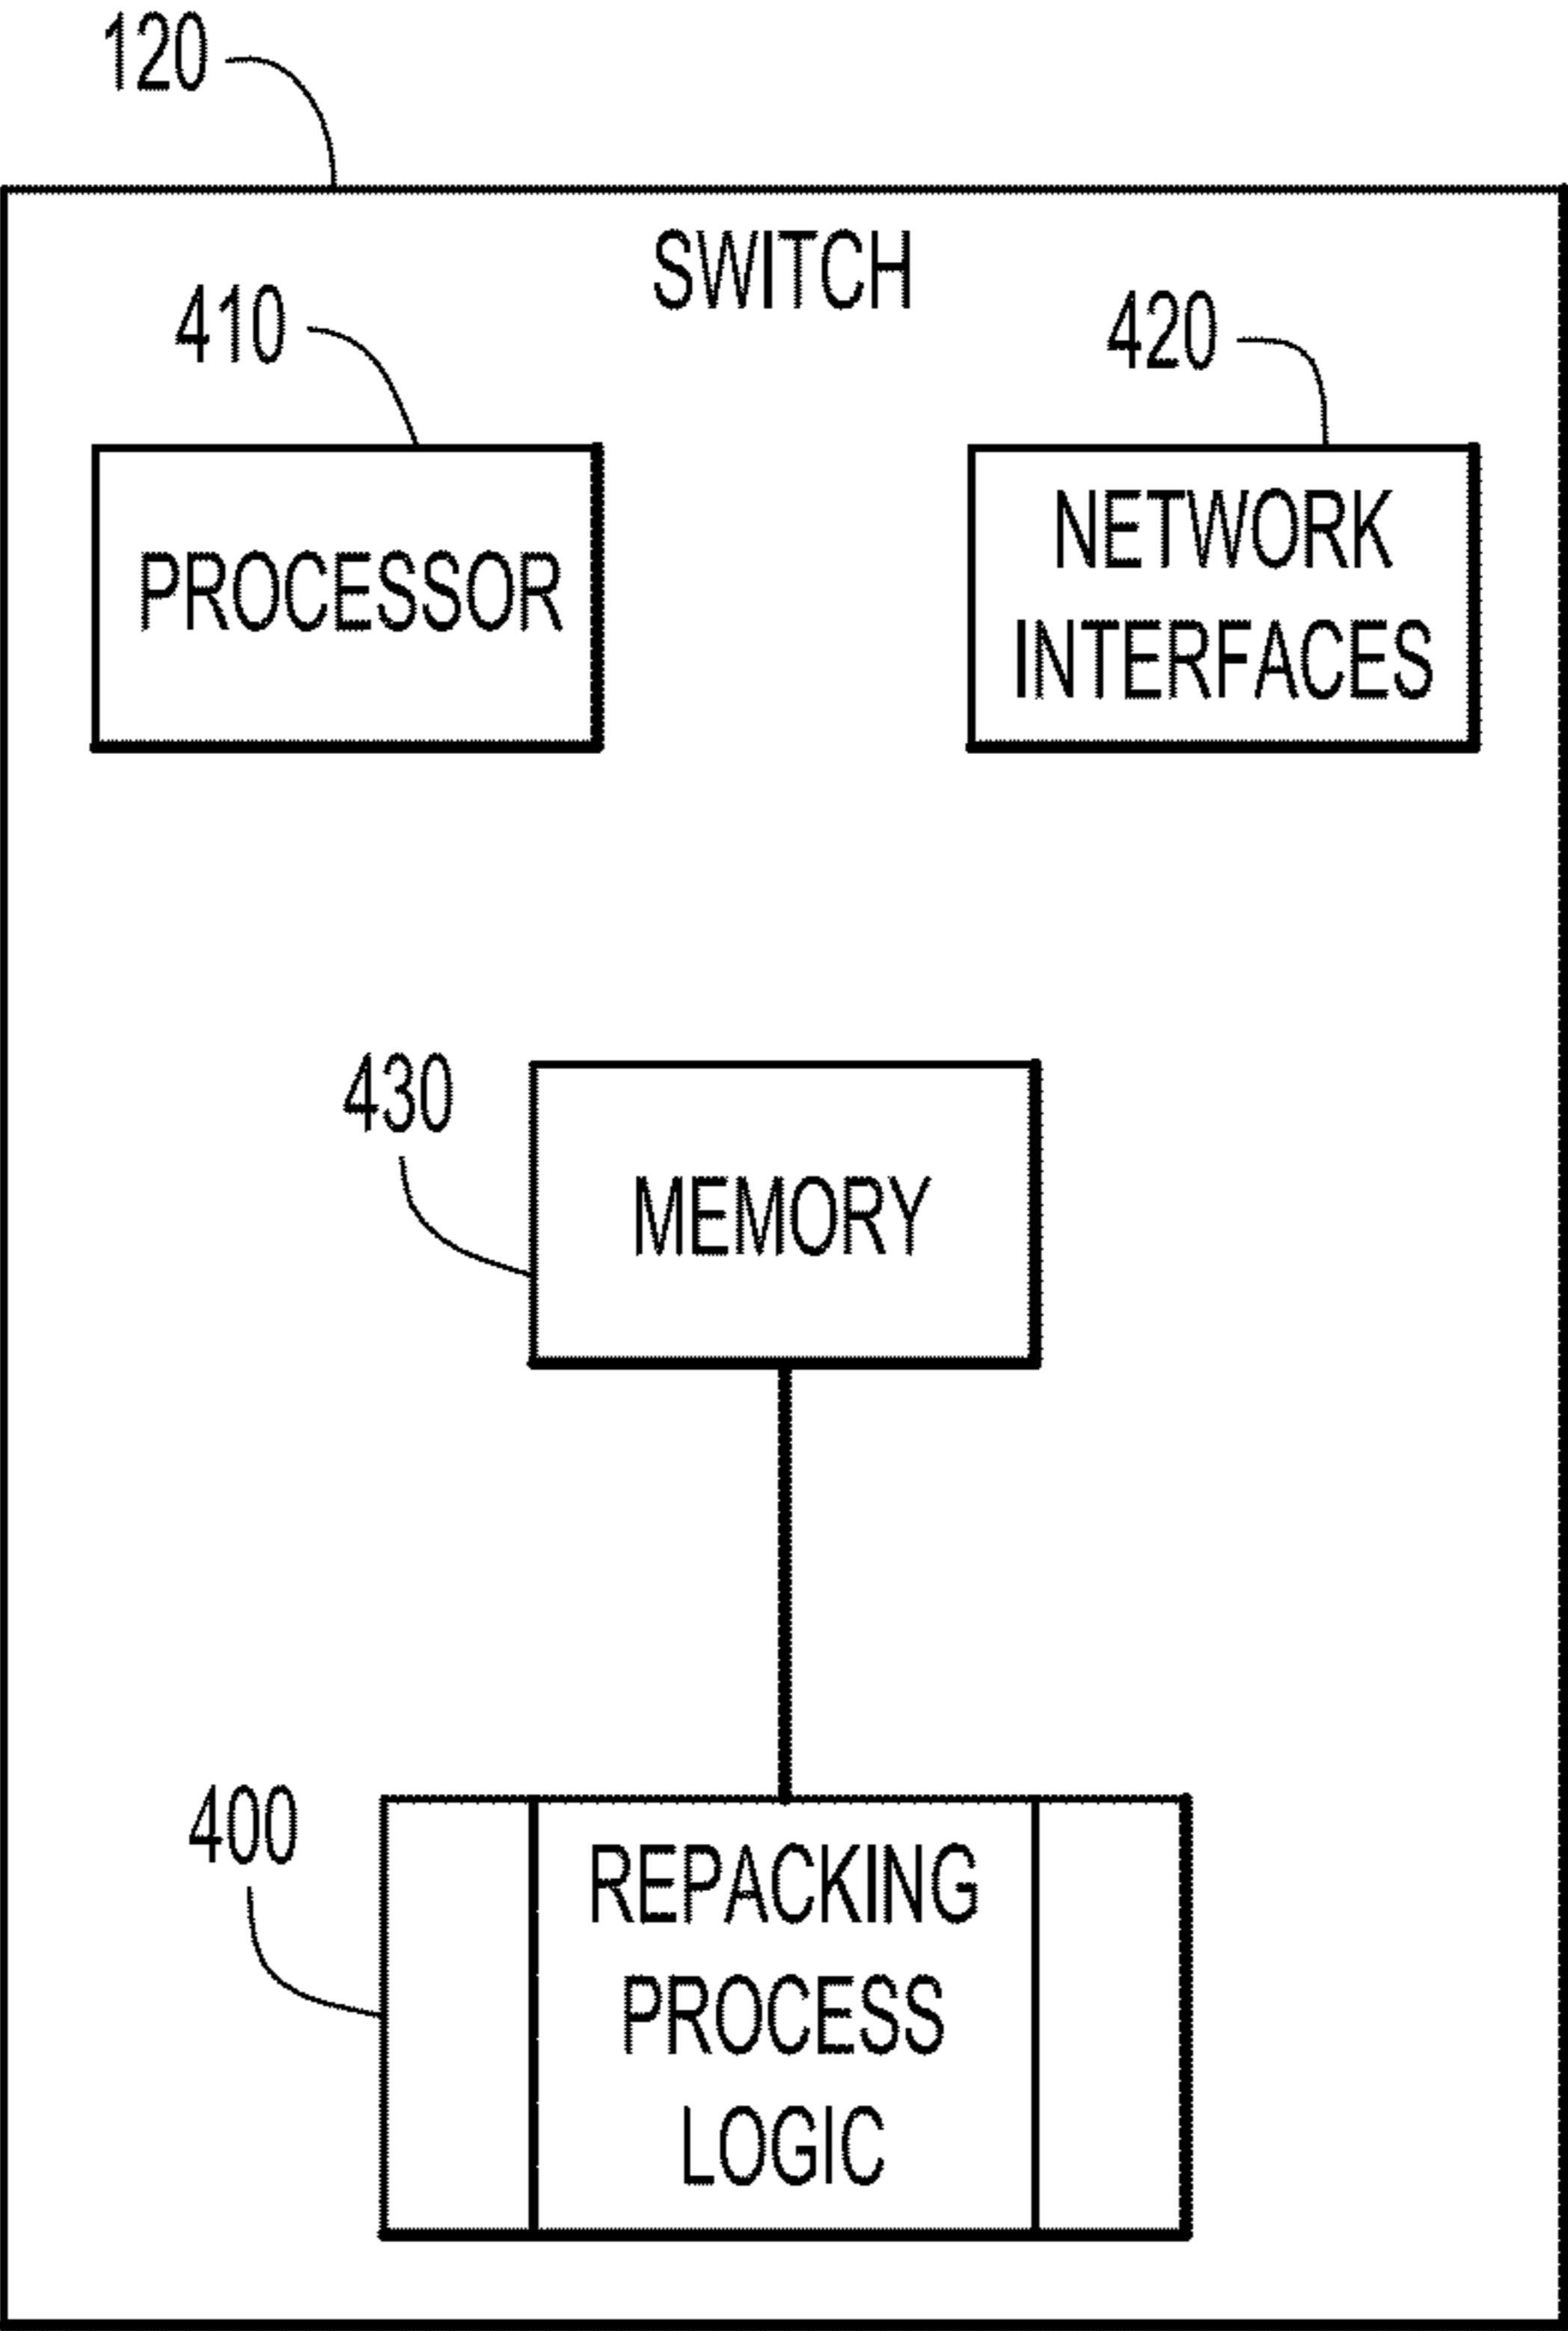 120
SWITCH
410
420
PROCESSOR
NETWORK
INTERFACES
430
MEMORY
400
REPACKING
PROCESS
LOGIC